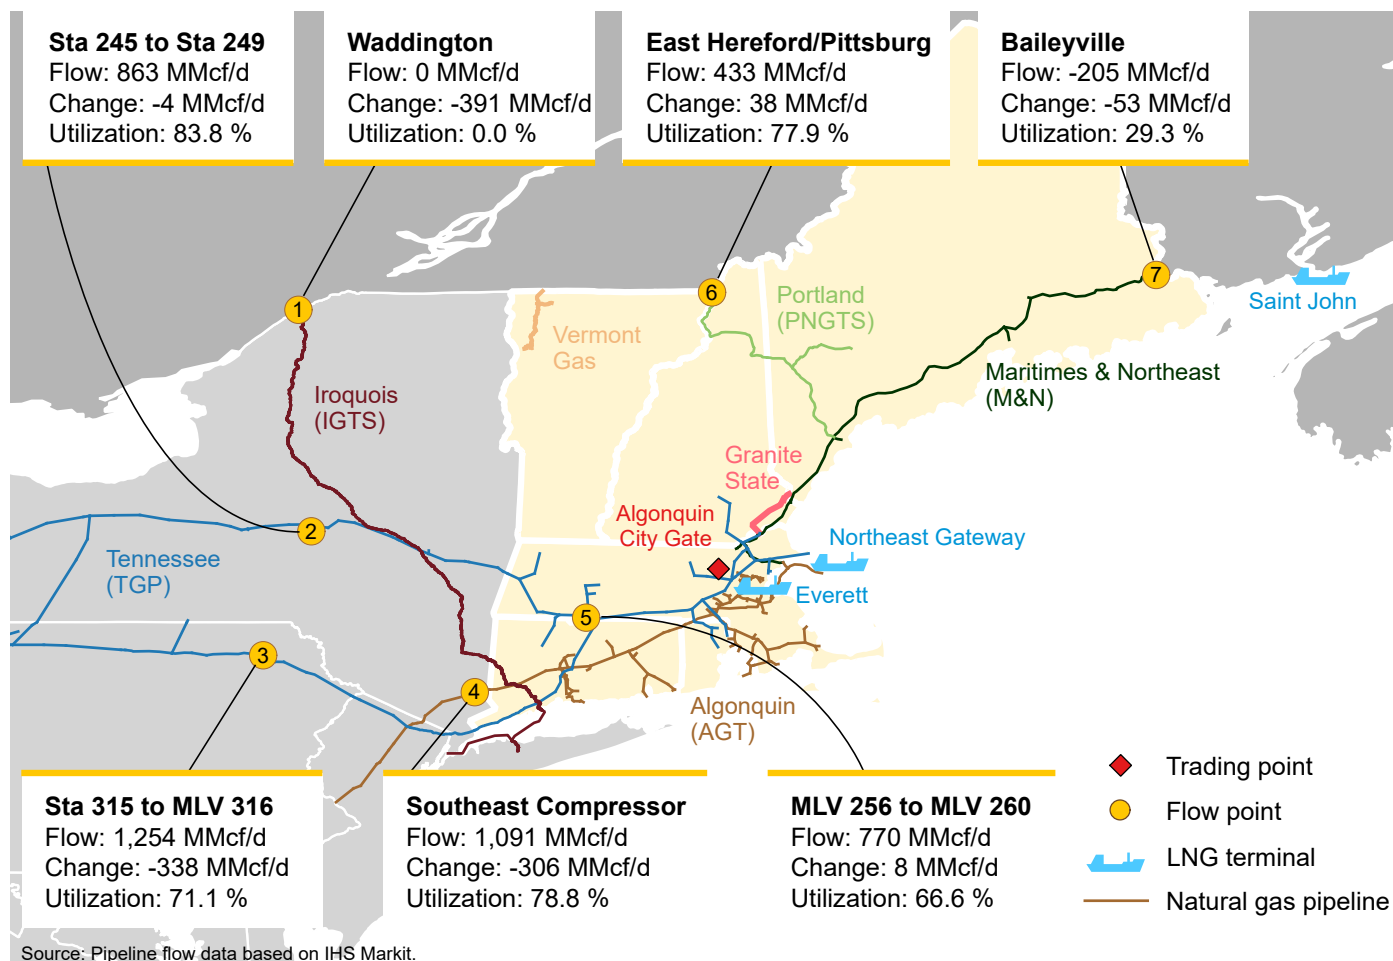 Sta 245 to Sta 249
Flow: 863 MMcf/d
Change: -4 MMcf/d
Utilization: 83.8 %
Waddington
Flow: 0 MMcf/d
Change: -391 MMcf/d
Utilization: 0.0 %
East Hereford/Pittsburg
Flow: 433 MMcf/d
Change: 38 MMcf/d
Utilization: 77.9 %
Baileyville
Flow: -205 MMcf/d
Change: -53 MMcf/d
Utilization: 29.3 %
1
6
7
Portland
(PNGTS)
Saint John
Vermont
Gas
Maritimes & Northeast
(M&N)
Iroquois
(IGTS)
Granite
State
Algonquin
City Gate
2
Northeast Gateway
Tennessee
(TGP)
Everett
5
3
4
Algonquin
(AGT)
Sta 315 to MLV 316
Flow: 1,254 MMcf/d
Change: -338 MMcf/d
Utilization: 71.1 %
Southeast Compressor
Flow: 1,091 MMcf/d
Change: -306 MMcf/d
Utilization: 78.8 %
MLV 256 to MLV 260
Flow: 770 MMcf/d
Change: 8 MMcf/d
Utilization: 66.6 %
Trading point
Flow point
LNG terminal
Natural gas pipeline
Source: Pipeline flow data based on IHS Markit.